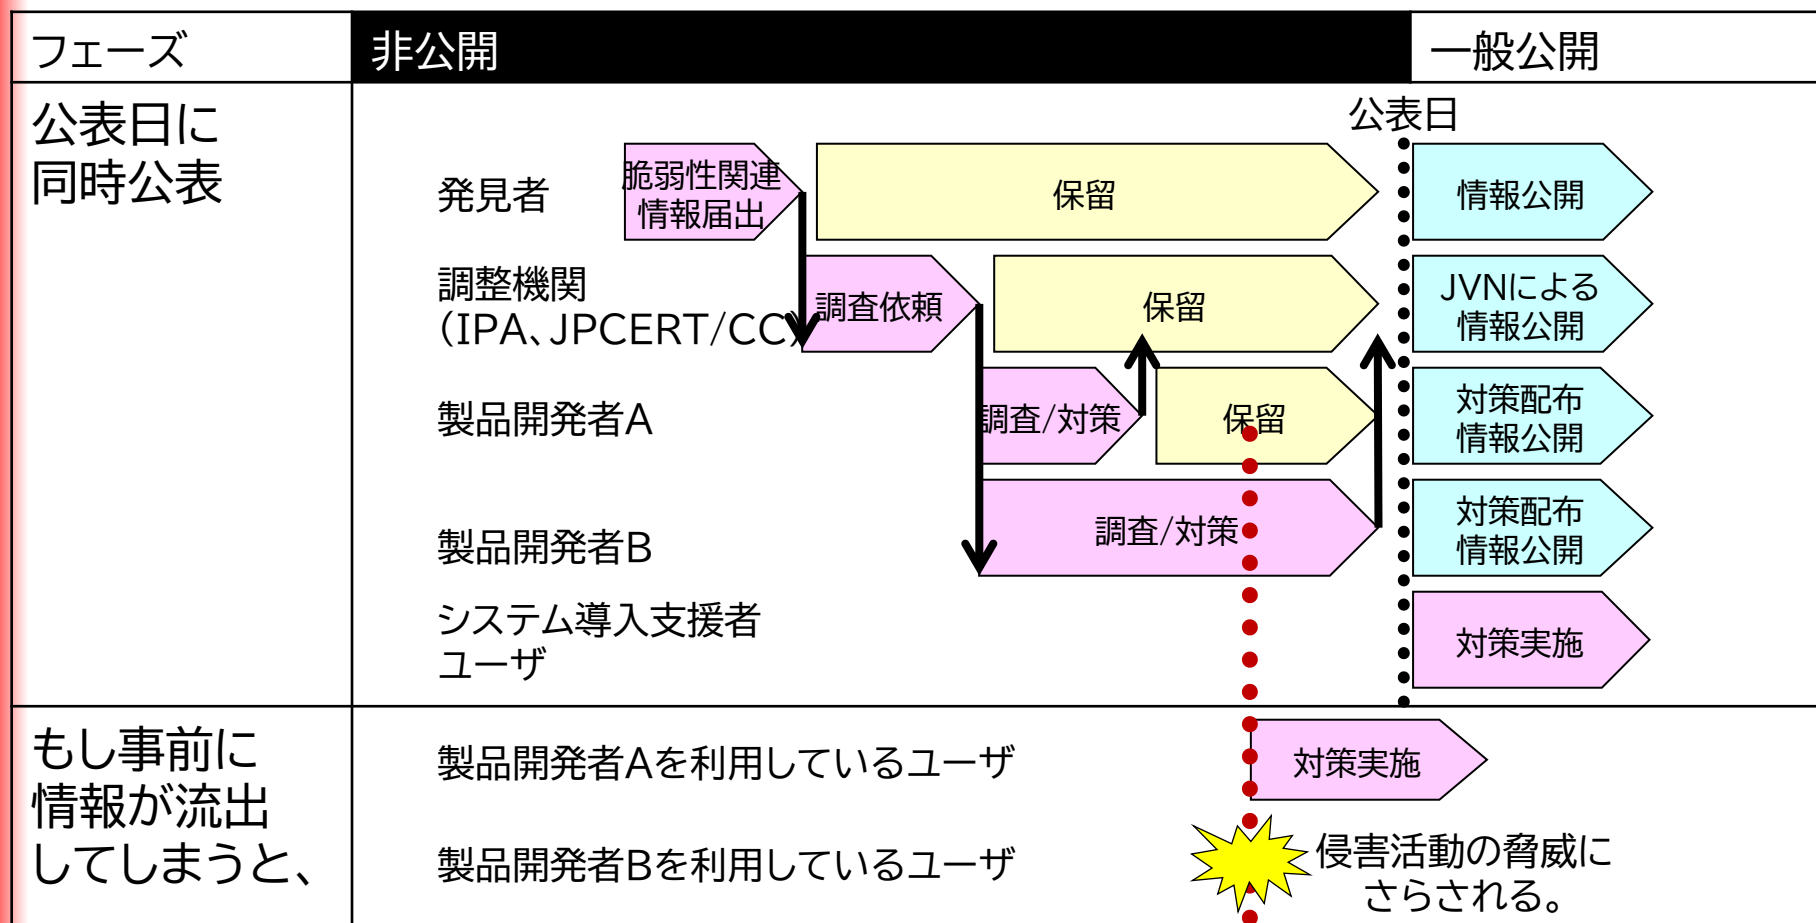 フェーズ
非公開
一般公開
公表日に
同時公表
公表日
発見者
脆弱性関連
情報届出
保留
情報公開
調整機関
（IPA、JPCERT/CC）
調査依頼
保留
JVNによる
情報公開
製品開発者A
調査/対策
保留
対策配布
情報公開
製品開発者B
調査/対策
対策配布
情報公開
システム導入支援者
ユーザ
対策実施
もし事前に
情報が流出
してしまうと、
製品開発者Aを利用しているユーザ
対策実施
製品開発者Bを利用しているユーザ
侵害活動の脅威に
さらされる。